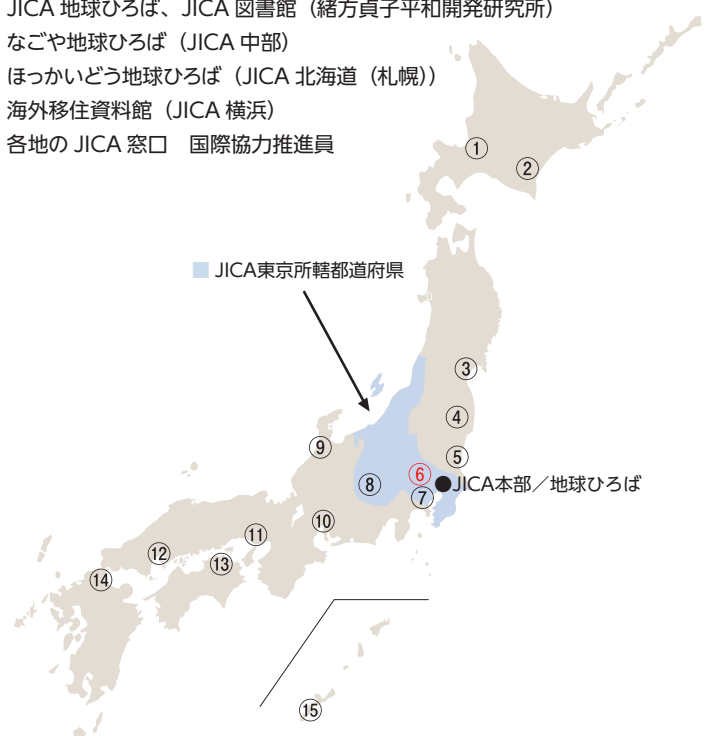 JICA 地球ひろば、JICA 図書館（緒方貞子平和開発研究所）
なごや地球ひろば（JICA 中部）
ほっかいどう地球ひろば（JICA 北海道（札幌））
海外移住資料館（JICA 横浜）
各地の JICA 窓口　国際協力推進員
①
②
JICA東京所轄都道府県
③
④
⑤
⑨
⑥
⑧
JICA本部／地球ひろば
⑦
⑩
⑪
⑫
⑬
⑭
⑮